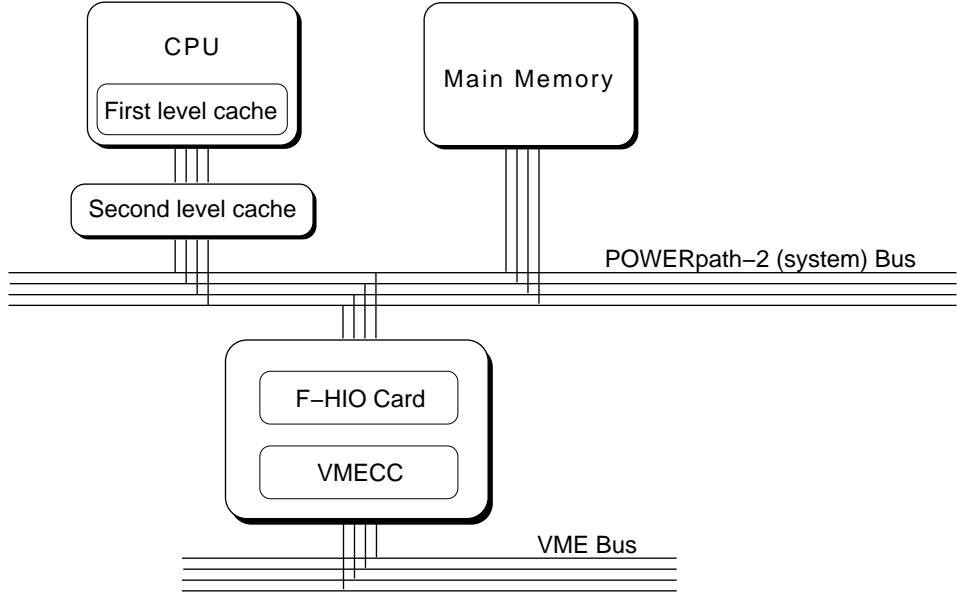 CPU
First level cache
Main Memory
Second level cache
POWERpath−2 (system) Bus
F−HIO Card
VMECC
VME Bus